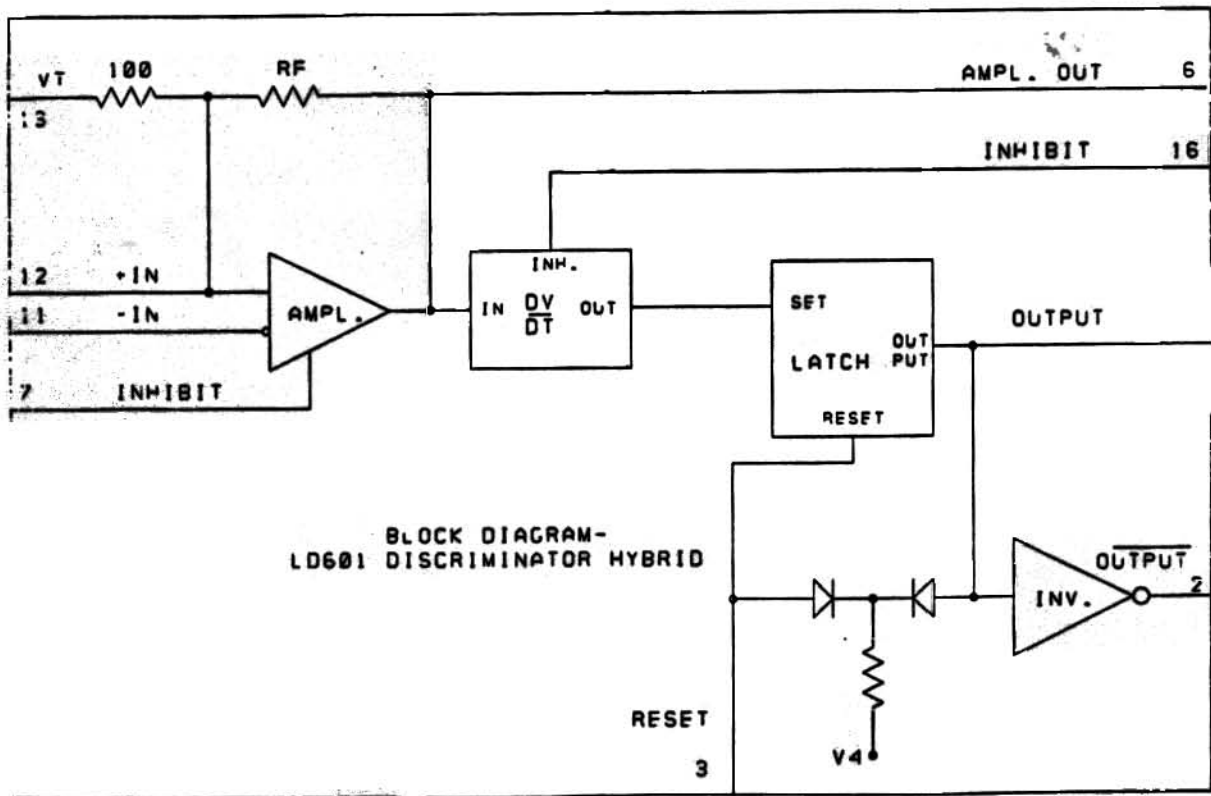 VT 100 RF AMPL. OUT 6
13
INHIBIT 16
12 +IN
11 -IN
7 INHIBIT
AMPL.
INH.
IN DV OUT
DT
SET
OUT
PUT
LATCH
RESET
OUTPUT
BLOCK DIAGRAM-
LD601 DISCRIMINATOR HYBRID
OUTPUT
2
INV.
RESET
3
V4